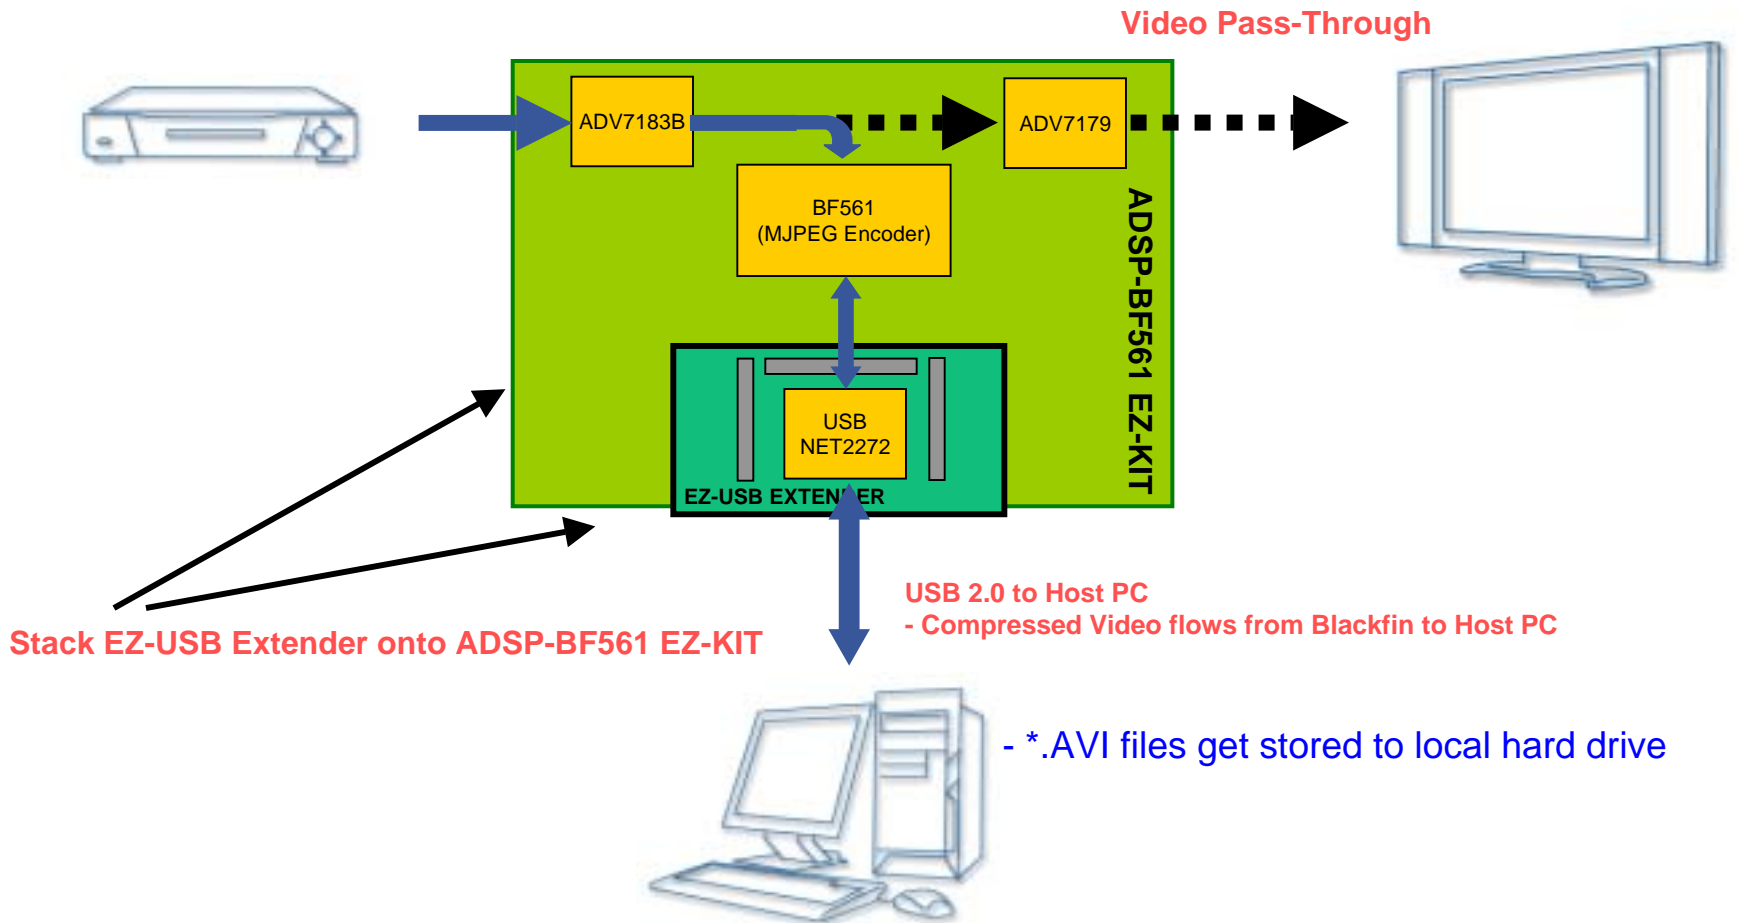 Video Pass-Through
ADV7183B
ADV7179
BF561
(MJPEG Encoder)
ADSP-BF561 EZ-KIT
USB
NET2272
EZ-USB EXTENDER
USB 2.0 to Host PC
- Compressed Video flows from Blackfin to Host PC
Stack EZ-USB Extender onto ADSP-BF561 EZ-KIT
- *.AVI files get stored to local hard drive